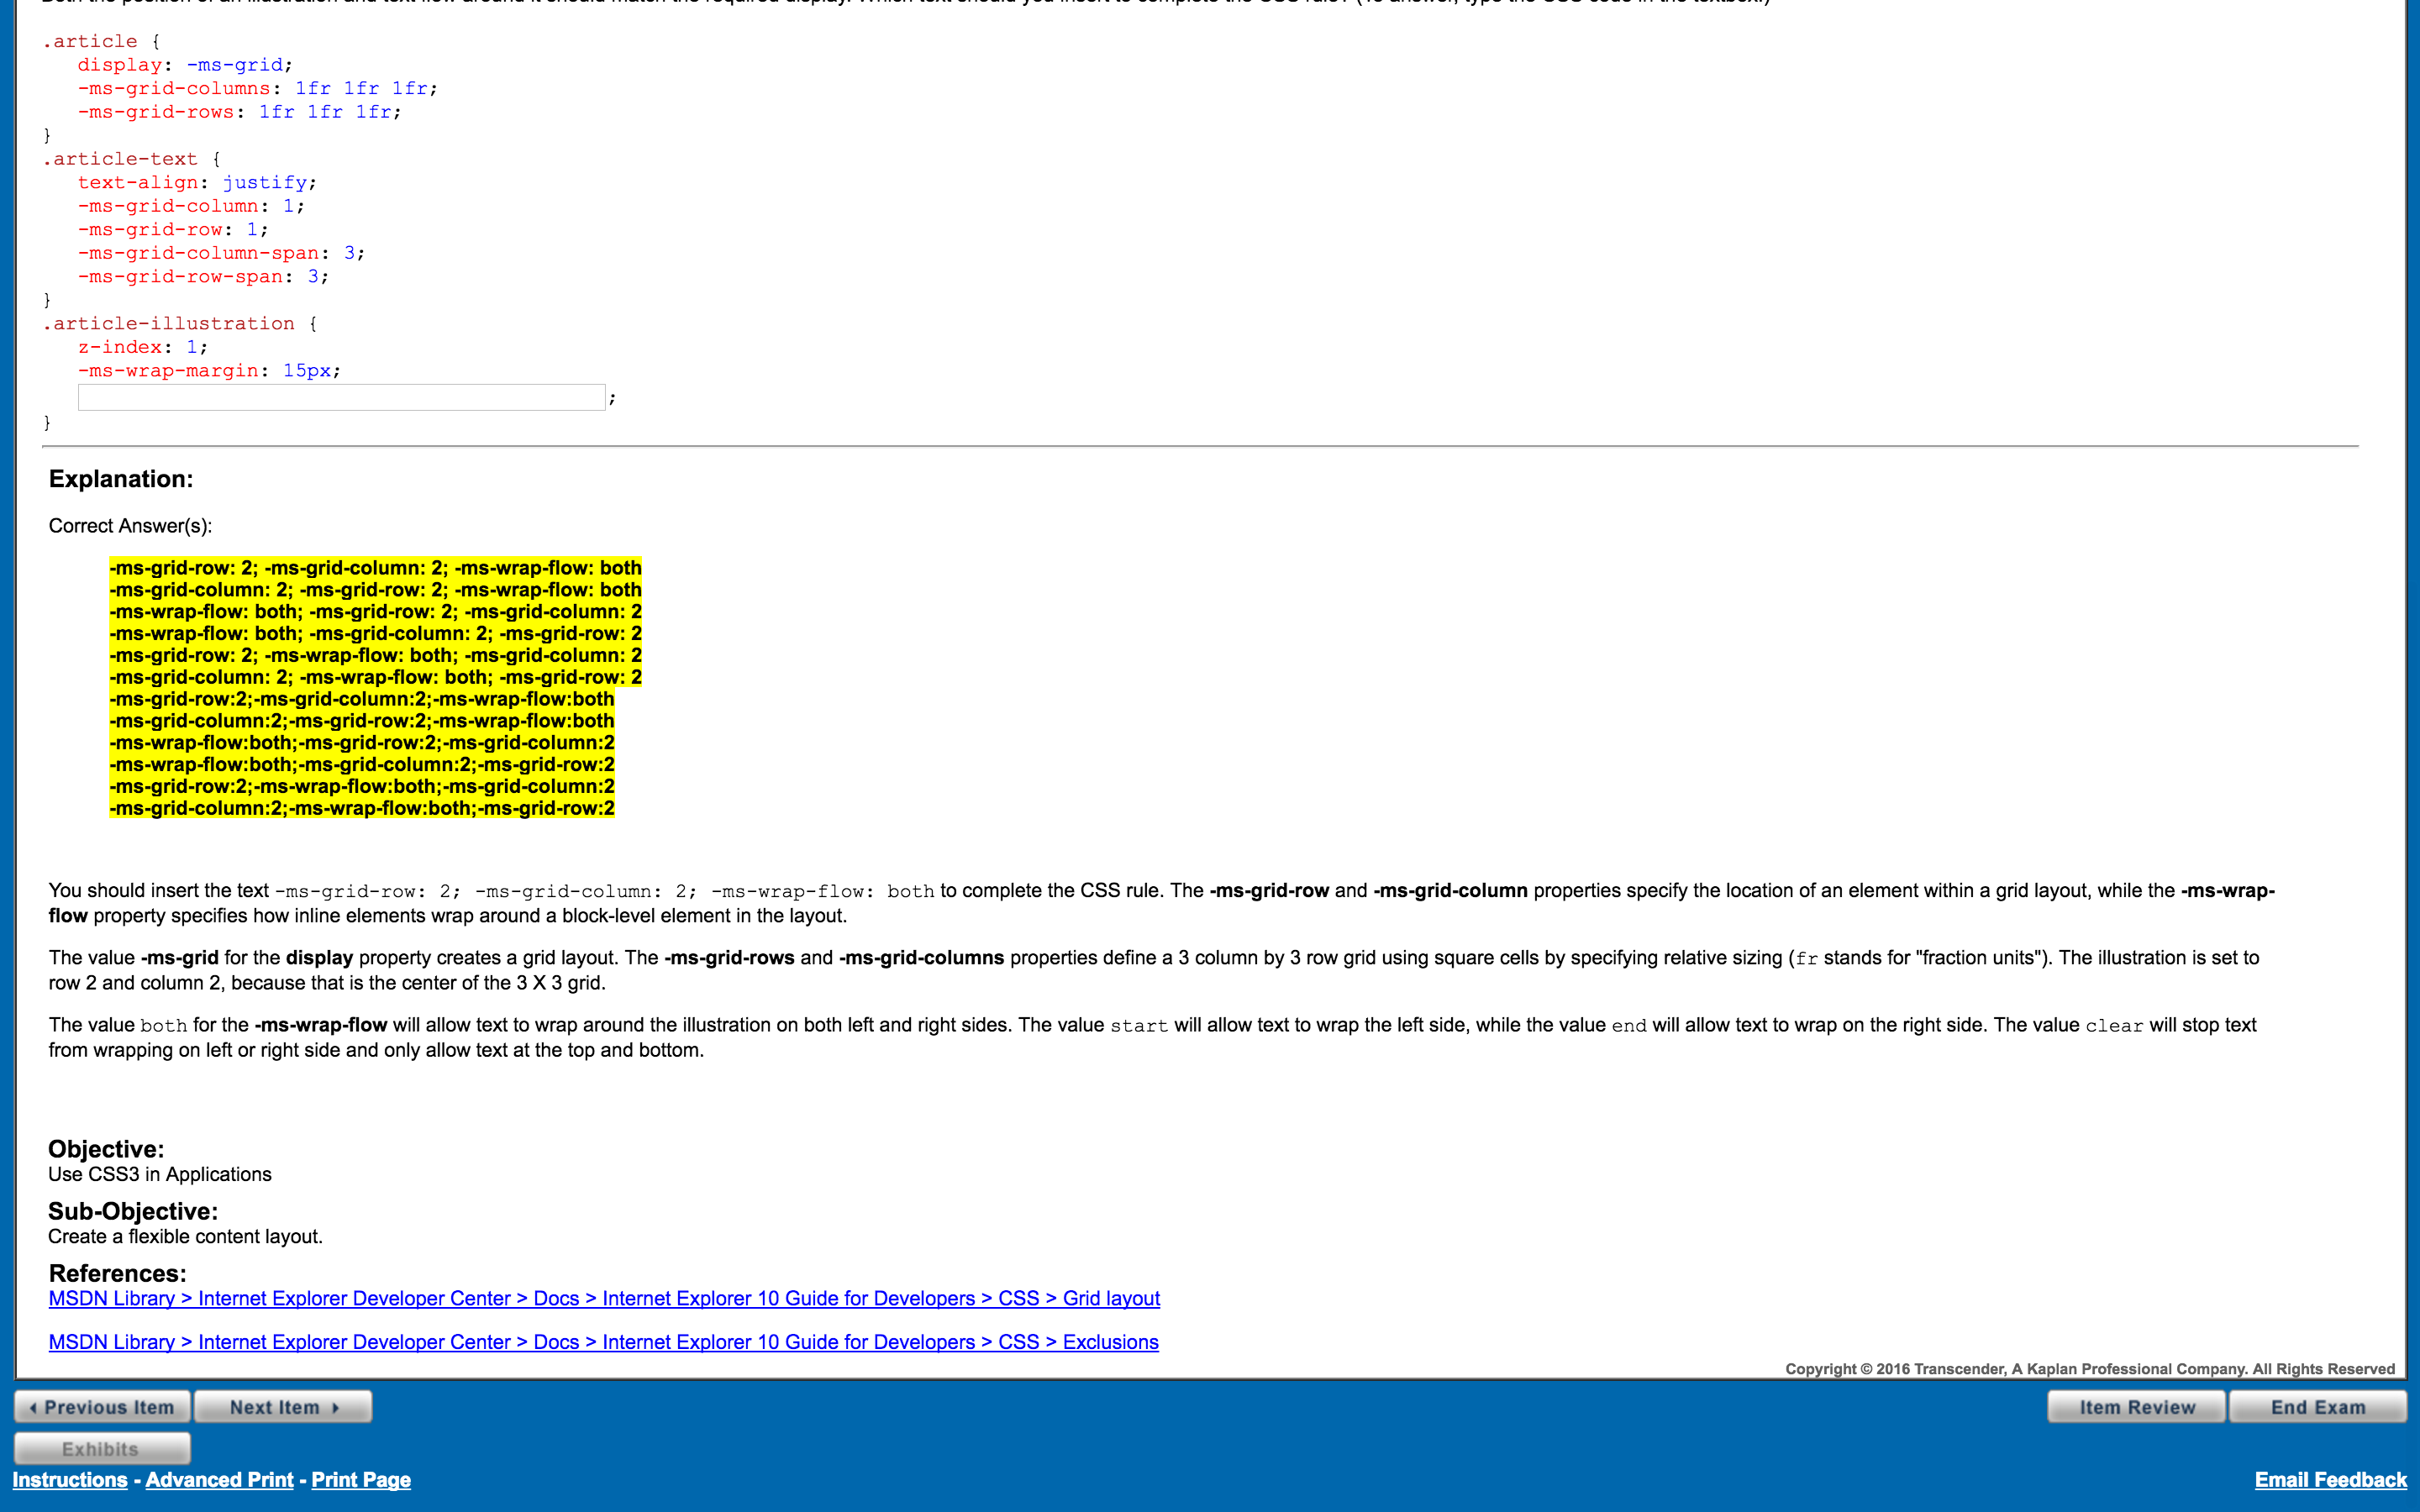 .article {
display: -ms-grid;
-ms-grid-columns: 1fr 1fr 1fr;
-ms-grid-rows: 1fr 1fr 1fr;
}
.article-text {
text-align: justify;
-ms-grid-column: 1;
-ms-grid-row: 1;
-ms-grid-column-span: 3;
-ms-grid-row-span: 3;
}
.article-illustration {
z-index: 1;
-ms-wrap-margin: 15px;
;
}
Explanation:
Correct Answer(s):
-ms-grid-row: 2; -ms-grid-column: 2; -ms-wrap-flow: both
-ms-grid-column: 2; -ms-grid-row: 2; -ms-wrap-flow: both
-ms-wrap-flow: both; -ms-grid-row: 2; -ms-grid-column: 2
-ms-wrap-flow: both; -ms-grid-column: 2; -ms-grid-row: 2
-ms-grid-row: 2; -ms-wrap-flow: both; -ms-grid-column: 2
-ms-grid-column: 2; -ms-wrap-flow: both; -ms-grid-row: 2
-ms-grid-row:2;-ms-grid-column:2;-ms-wrap-flow:both
-ms-grid-column:2;-ms-grid-row:2;-ms-wrap-flow:both
-ms-wrap-flow:both;-ms-grid-row:2;-ms-grid-column:2
-ms-wrap-flow:both;-ms-grid-column:2;-ms-grid-row:2
-ms-grid-row:2;-ms-wrap-flow:both;-ms-grid-column:2
-ms-grid-column:2;-ms-wrap-flow:both;-ms-grid-row:2
You should insert the text -ms-grid-row: 2; -ms-grid-column: 2; -ms-wrap-flow: both to complete the CSS rule. The -ms-grid-row and -ms-grid-column properties specify the location of an element within a grid layout, while the -ms-wrap-
flow property specifies how inline elements wrap around a block-level element in the layout.
The value -ms-grid for the display property creates a grid layout. The -ms-grid-rows and -ms-grid-columns properties define a 3 column by 3 row grid using square cells by specifying relative sizing (fr stands for "fraction units"). The illustration is set to
row 2 and column 2, because that is the center of the 3 X 3 grid.
The value both for the -ms-wrap-flow will allow text to wrap around the illustration on both left and right sides. The value start will allow text to wrap the left side, while the value end will allow text to wrap on the right side. The value clear will stop text
from wrapping on left or right side and only allow text at the top and bottom.
Objective:
Use CSS3 in Applications
Sub-Objective:
Create a flexible content layout.
References:
MSDN Library > Internet Explorer Developer Center > Docs > Internet Explorer 10 Guide for Developers > CSS > Grid layout
MSDN Library > Internet Explorer Developer Center > Docs > Internet Explorer 10 Guide for Developers > CSS > Exclusions
Copyright © 2016 Transcender, A Kaplan Professional Company. All Rights Reserved
Previous Item Next Item Item Review End Exam
Exhibits
Instructions - Advanced Print - Print Page Email Feedback